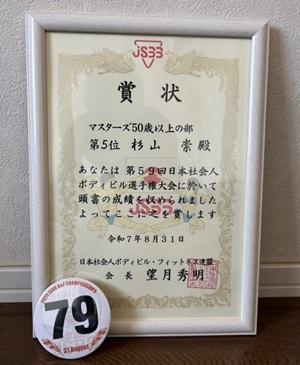 JSBB
賞状
マスターズ50歳以上の部
第5位 杉山 崇 殿
あなたは第59回日本社会人
ボディビル選手権大会に於いて
頭書の成績を収められました
よってここに之を賞します
JSBB
令和7年8月31日
日本社会人ボディビル・フィットネス連盟
会長 望月秀明
79
31.August